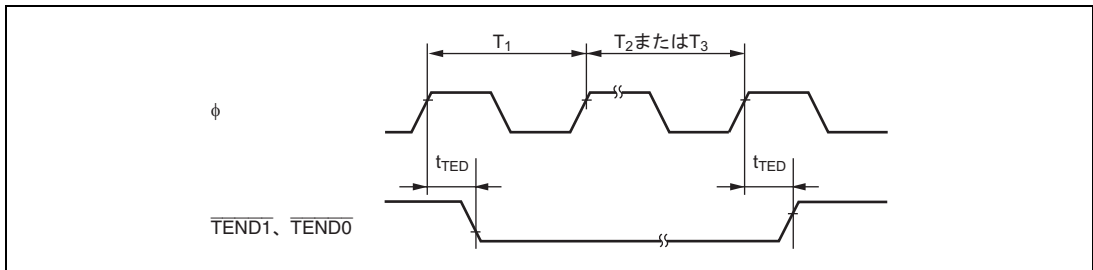 T₁ T₂またはT₃
φ
tTED tTED
TEND1、TEND0